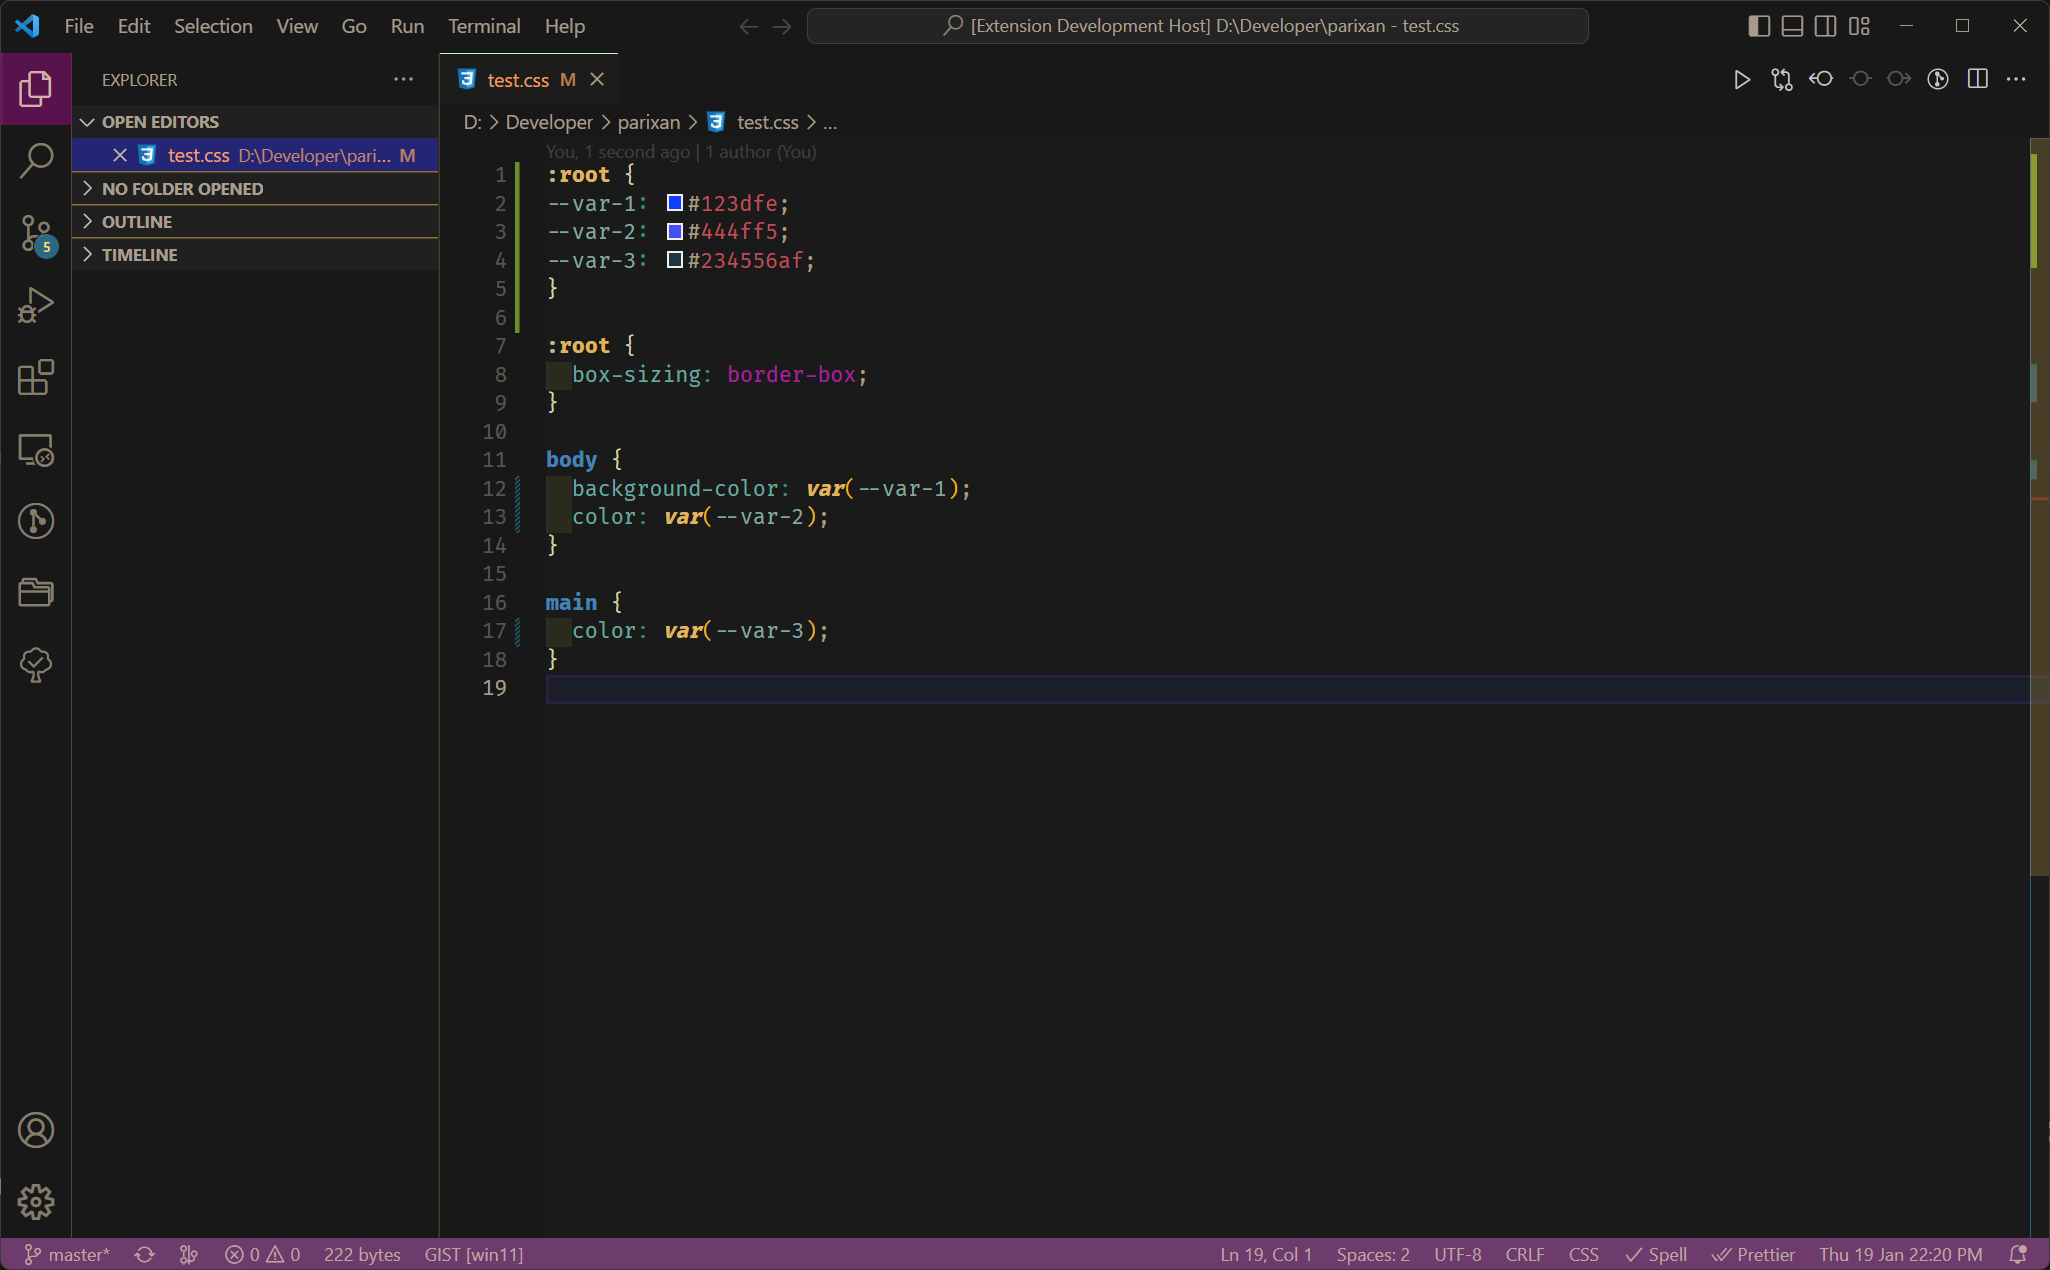 File Edit Selection View Go Run Terminal Help
[Extension Development Host] D:\Developer\parixan - test.css
EXPLORER
OPEN EDITORS
test.css D:\Developer\pari... M
NO FOLDER OPENED
OUTLINE
TIMELINE
5
test.css M
D: > Developer > parixan > test.css > ...
You, 1 second ago | 1 author (You)
1 :root {
2 --var-1: #123dfe;
3 --var-2: #444ff5;
4 --var-3: #234556af;
5 }
6
7 :root {
8 box-sizing: border-box;
9 }
10
11 body {
12 background-color: var(--var-1);
13 color: var(--var-2);
14 }
15
16 main {
17 color: var(--var-3);
18 }
19
master* 0 0 222 bytes GIST [win11] Ln 19, Col 1 Spaces: 2 UTF-8 CRLF CSS Spell Prettier Thu 19 Jan 22:20 PM